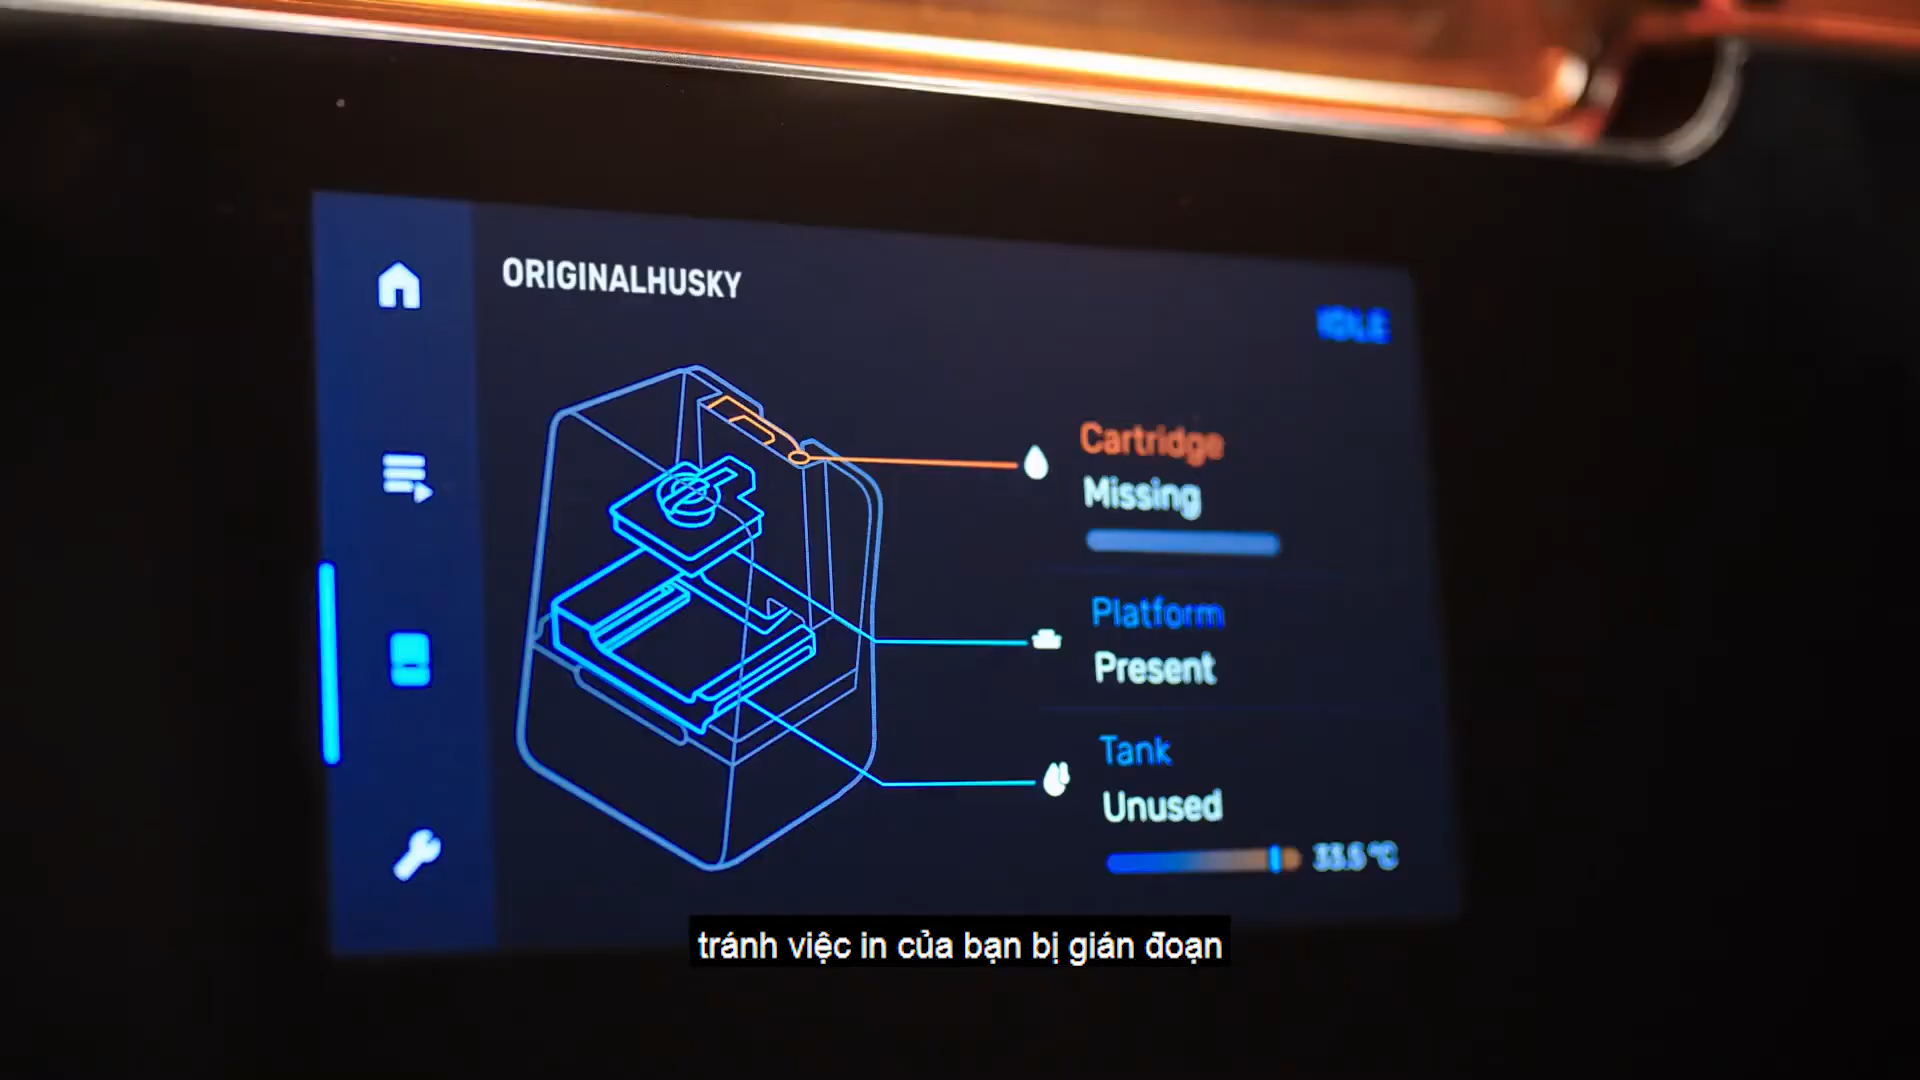 ORIGINALHUSKY
IDLE
Cartridge
Missing
Platform
Present
Tank
Unused
33.5 °C
tránh việc in của bạn bị gián đoạn